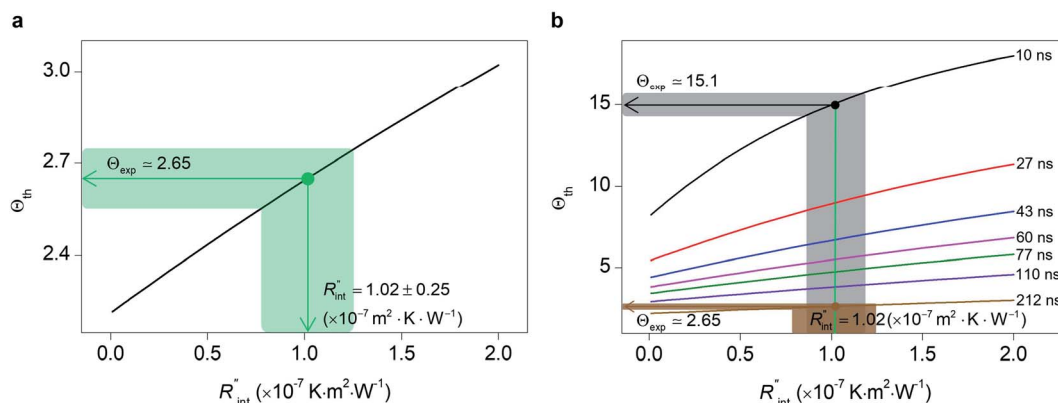 a
3.0
2.7
2.4
Θth
Θexp ≃ 2.65
R″int = 1.02 ± 0.25
(×10⁻⁷ m² · K · W⁻¹)
0.0 0.5 1.0 1.5 2.0
R″int (×10⁻⁷ K·m²·W⁻¹)
b
15
10
5
Θth
Θexp ≃ 15.1
10 ns
27 ns
43 ns
60 ns
77 ns
110 ns
212 ns
Θexp ≃ 2.65
R″int = 1.02 (×10⁻⁷ m² · K · W⁻¹)
0.0 0.5 1.0 1.5 2.0
R″int (×10⁻⁷ K·m²·W⁻¹)